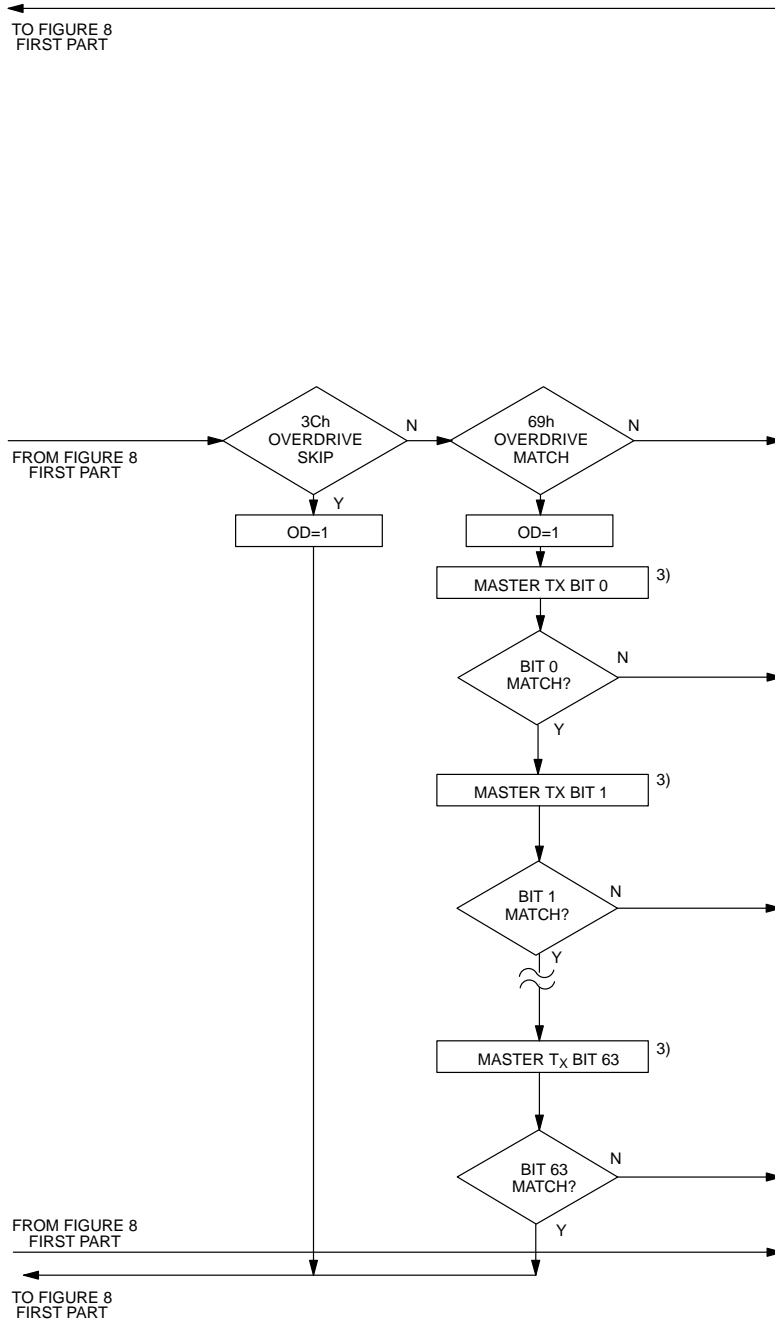 TO FIGURE 8
FIRST PART
3Ch
OVERDRIVE
SKIP
N
69h
OVERDRIVE
MATCH
N
FROM FIGURE 8
FIRST PART
Y
OD=1
OD=1
MASTER TX BIT 0
3)
BIT 0
MATCH?
N
Y
MASTER TX BIT 1
3)
BIT 1
MATCH?
N
Y
MASTER TX BIT 63
3)
BIT 63
MATCH?
N
Y
FROM FIGURE 8
FIRST PART
TO FIGURE 8
FIRST PART